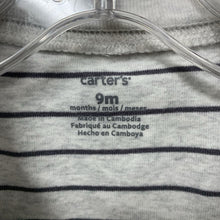 carter's
9m
months / mois / meses
Made in Cambodia
Fabriqué au Cambodge
Hecho en Camboya